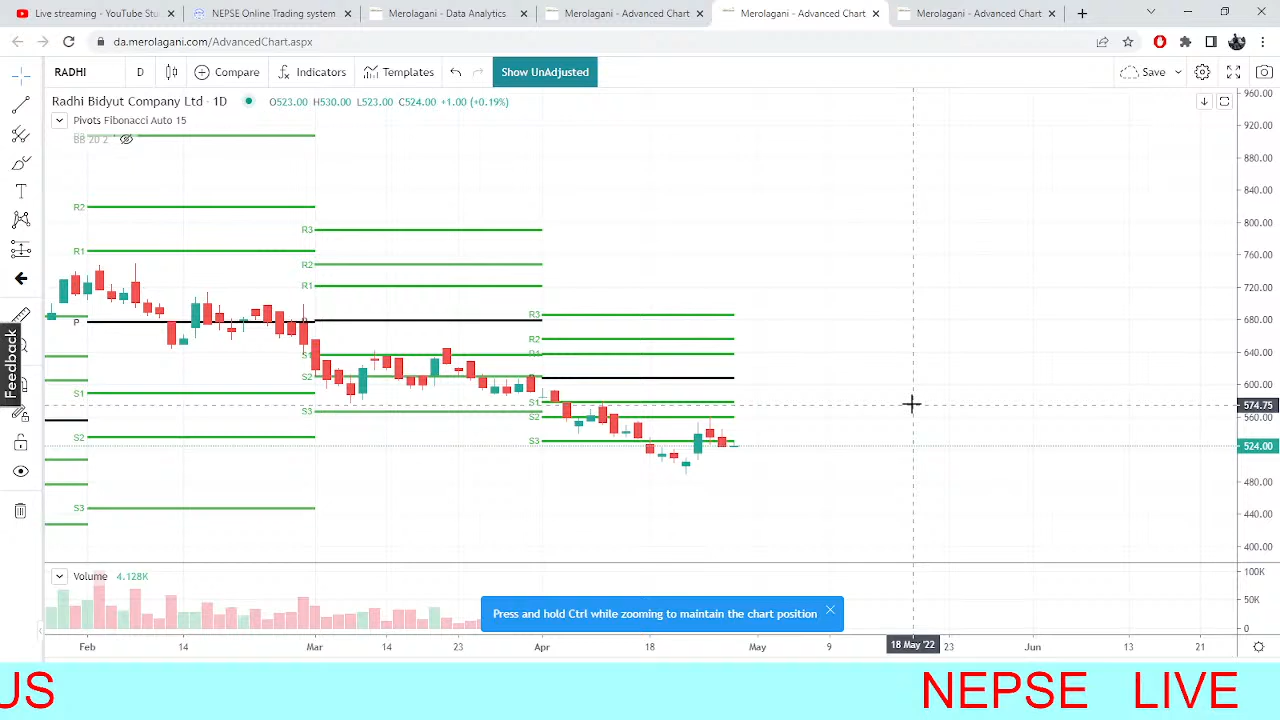 Live streaming - YouTube Stu
NEPSE Online Trading system
Merolagani - Data Analytics
Merolagani - Advanced Chart
Merolagani - Advanced Chart
Merolagani - Advanced Chart
da.merolagani.com/AdvancedChart.aspx
RADHI D Compare Indicators Templates Show UnAdjusted Save
Radhi Bidyut Company Ltd · 1D O523.00 H530.00 L523.00 C524.00 +1.00 (+0.19%)
Pivots Fibonacci Auto 15
BB 20 2
960.00
920.00
880.00
840.00
800.00
760.00
720.00
680.00
640.00
600.00
574.75
560.00
524.00
480.00
440.00
400.00
R2
R1
P
S1
S2
S3
R3
R2
R1
S1
S2
S3
R3
R2
R1
S1
S2
S3
Feedback
Volume 4.128K
100K
50K
0
Press and hold Ctrl while zooming to maintain the chart position
Feb 14 Mar 14 23 Apr 18 May 9 18 May '22 23 Jun 13 21
US NEPSE LIVE